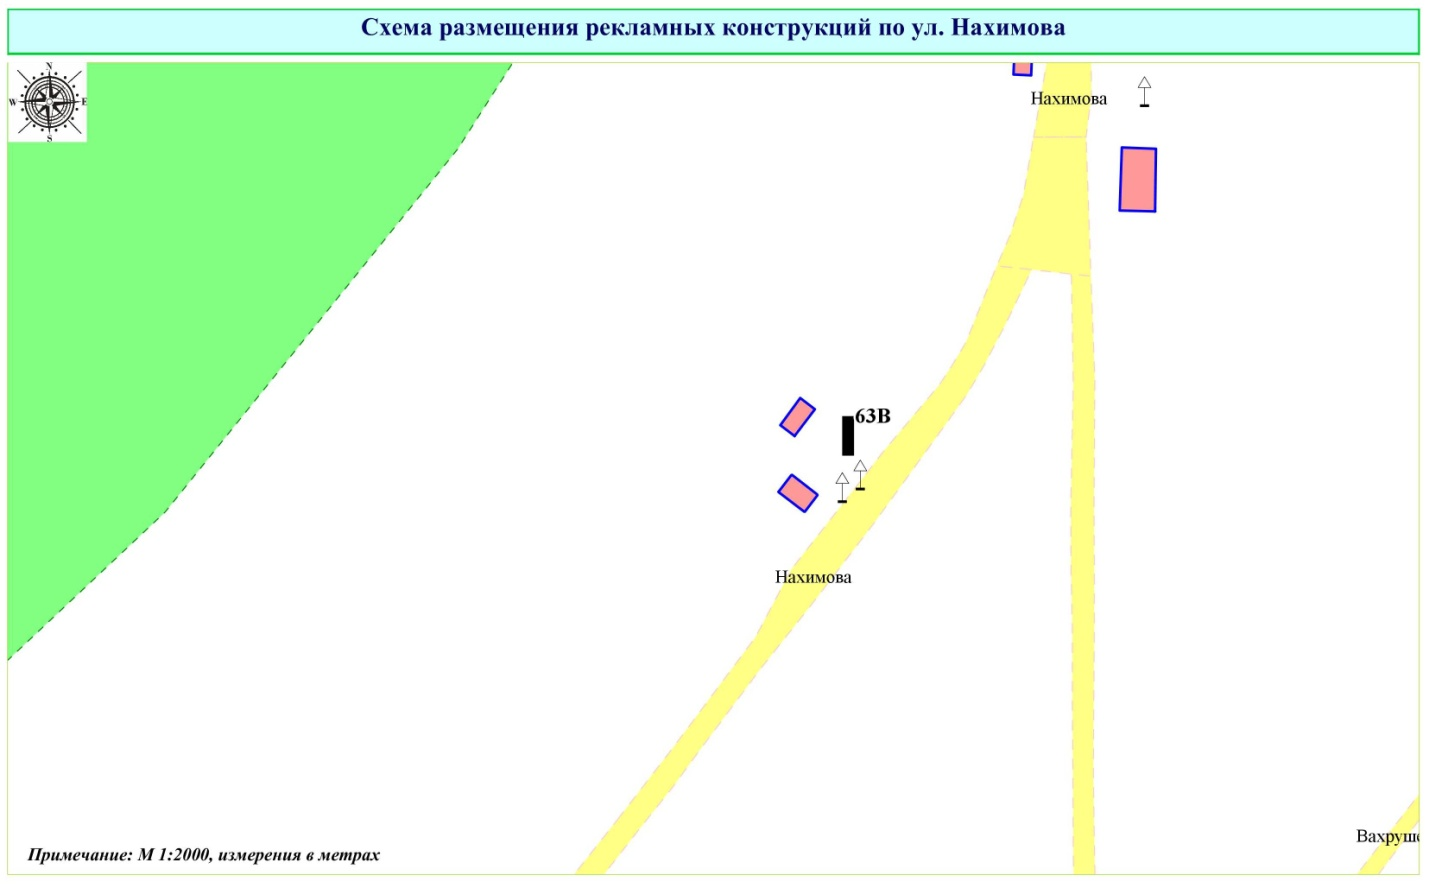 Схема размещения рекламных конструкций по ул. Нахимова
N
W E
S
Нахимова
63В
Нахимова
Примечание: М 1:2000, измерения в метрах